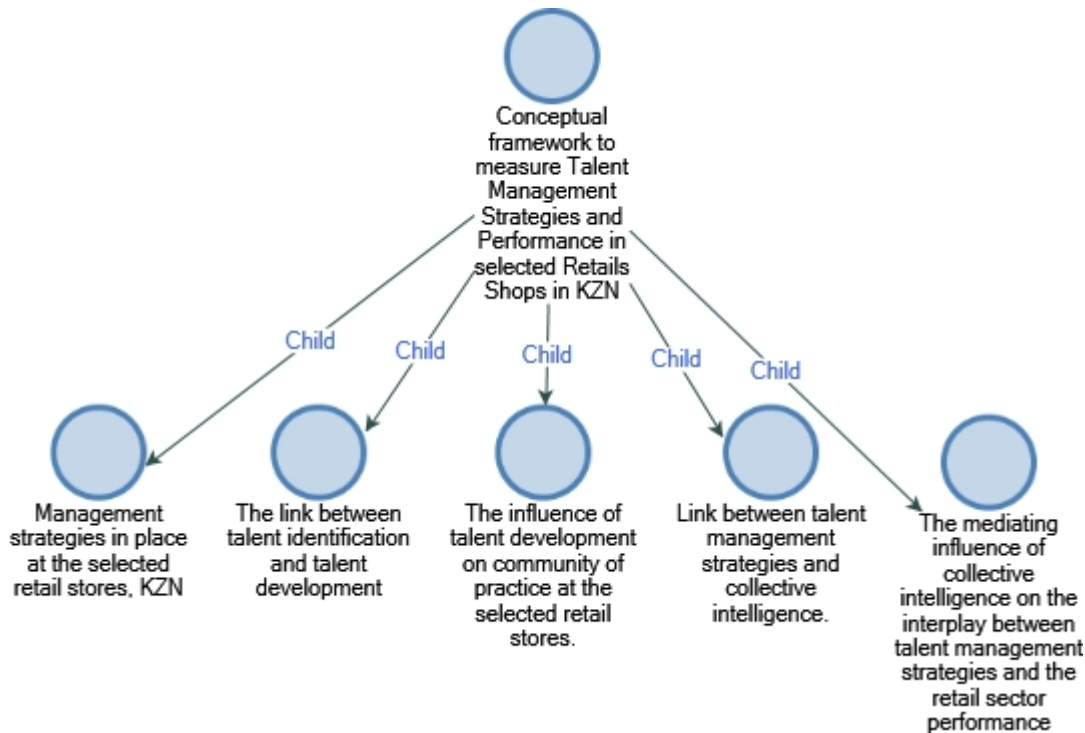 Conceptual
framework to
measure Talent
Management
Strategies and
Performance in
selected Retails
Shops in KZN
Child
Child
Child
Child
Child
Management
strategies in place
at the selected
retail stores, KZN
The link between
talent identification
and talent
development
The influence of
talent development
on community of
practice at the
selected retail
stores.
Link between talent
management
strategies and
collective
intelligence.
The mediating
influence of
collective
intelligence on the
interplay between
talent management
strategies and the
retail sector
performance